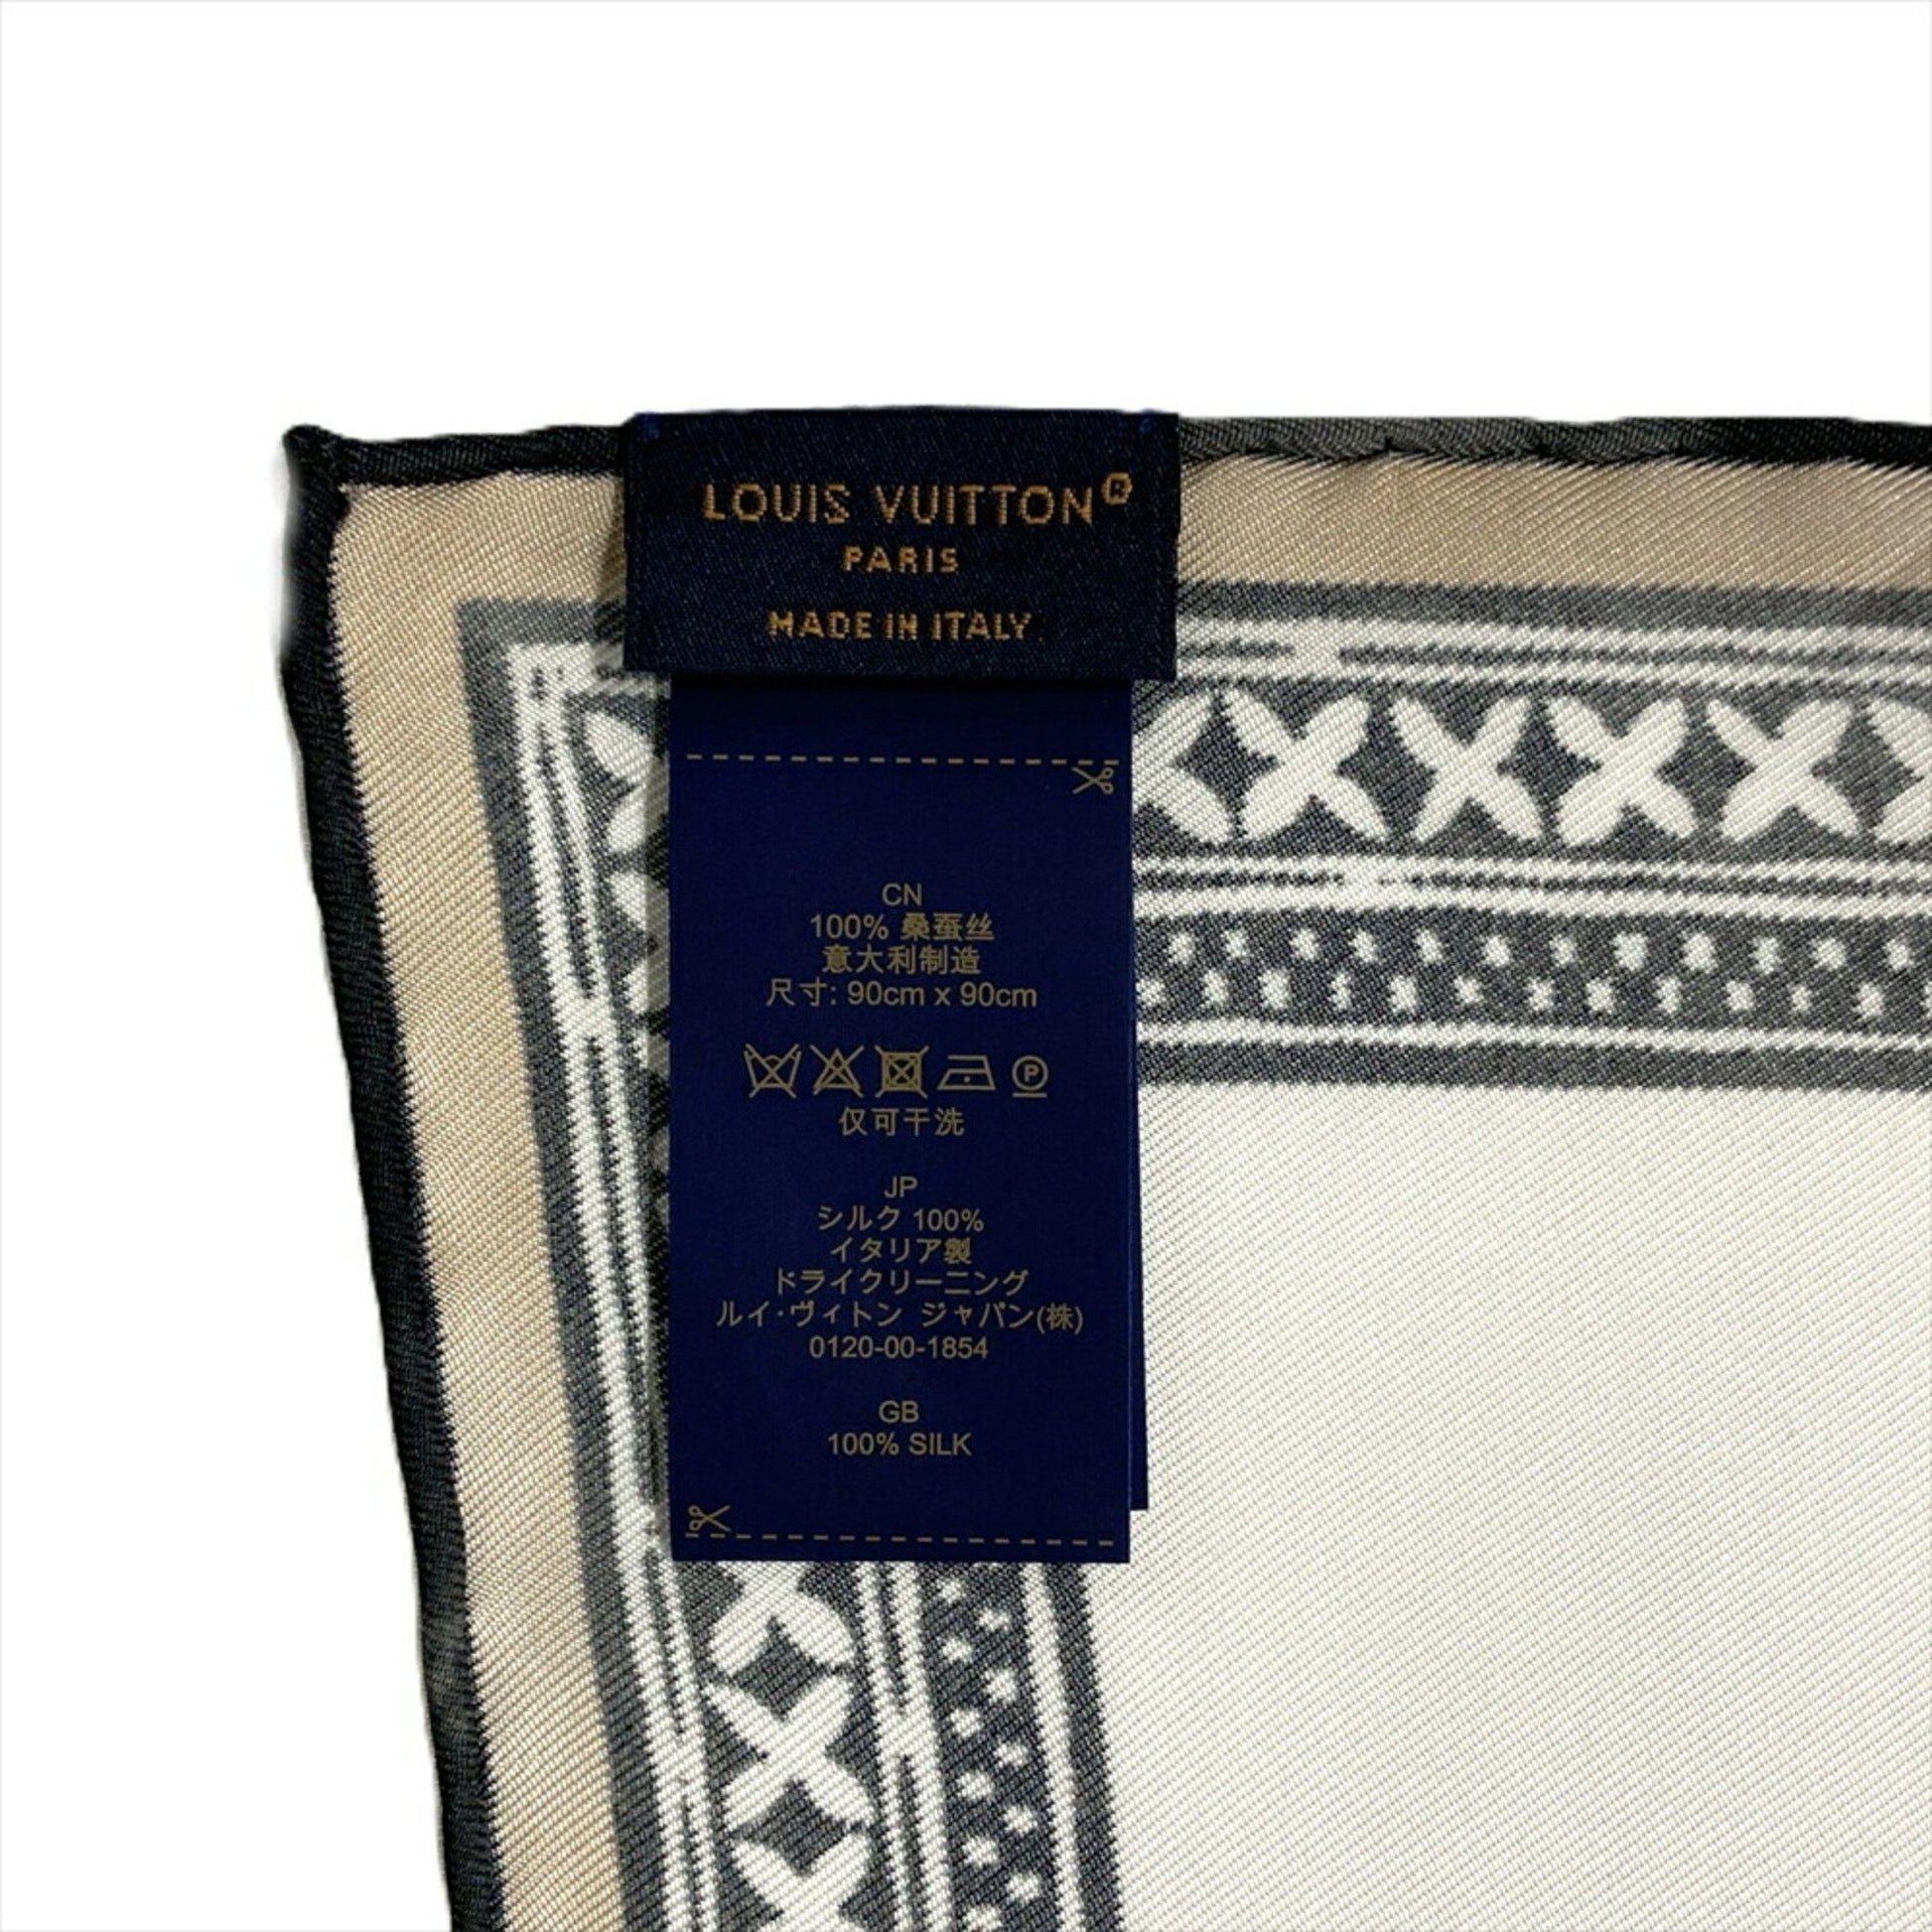 LOUIS VUITTON®
PARIS
MADE IN ITALY
CN
100% 桑蚕丝
意大利制造
尺寸: 90cm x 90cm
P
仅可干洗
JP
シルク 100%
イタリア製
ドライクリーニング
ルイ・ヴィトン ジャパン(株)
0120-00-1854
GB
100% SILK